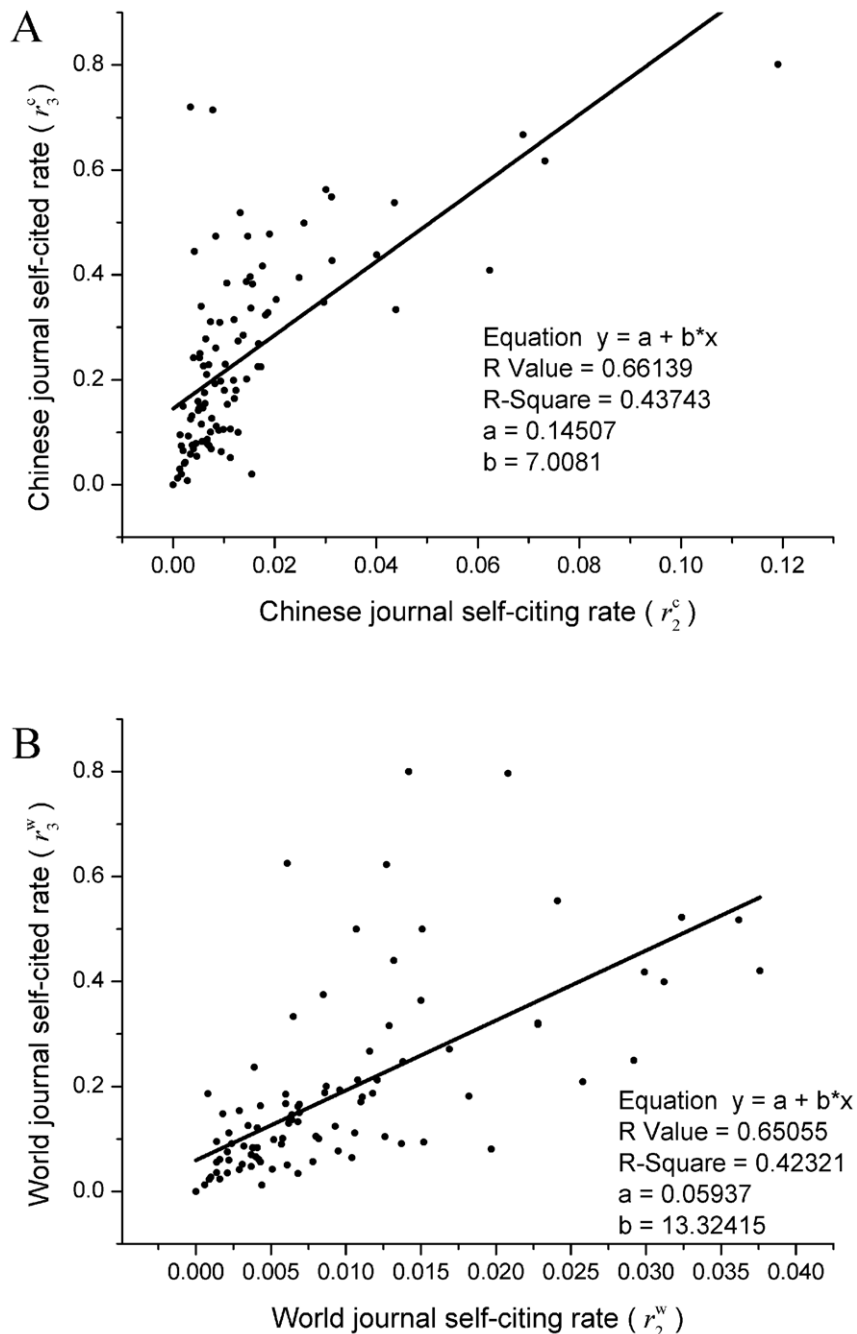 A
0.8
0.6
0.4
0.2
0.0
Chinese journal self-cited rate ( r₃ᶜ )
Equation y = a + b*x
R Value = 0.66139
R-Square = 0.43743
a = 0.14507
b = 7.0081
0.00 0.02 0.04 0.06 0.08 0.10 0.12
Chinese journal self-citing rate ( r₂ᶜ )
B
0.8
0.6
0.4
0.2
0.0
World journal self-cited rate ( r₃ʷ )
Equation y = a + b*x
R Value = 0.65055
R-Square = 0.42321
a = 0.05937
b = 13.32415
0.000 0.005 0.010 0.015 0.020 0.025 0.030 0.035 0.040
World journal self-citing rate ( r₂ʷ )